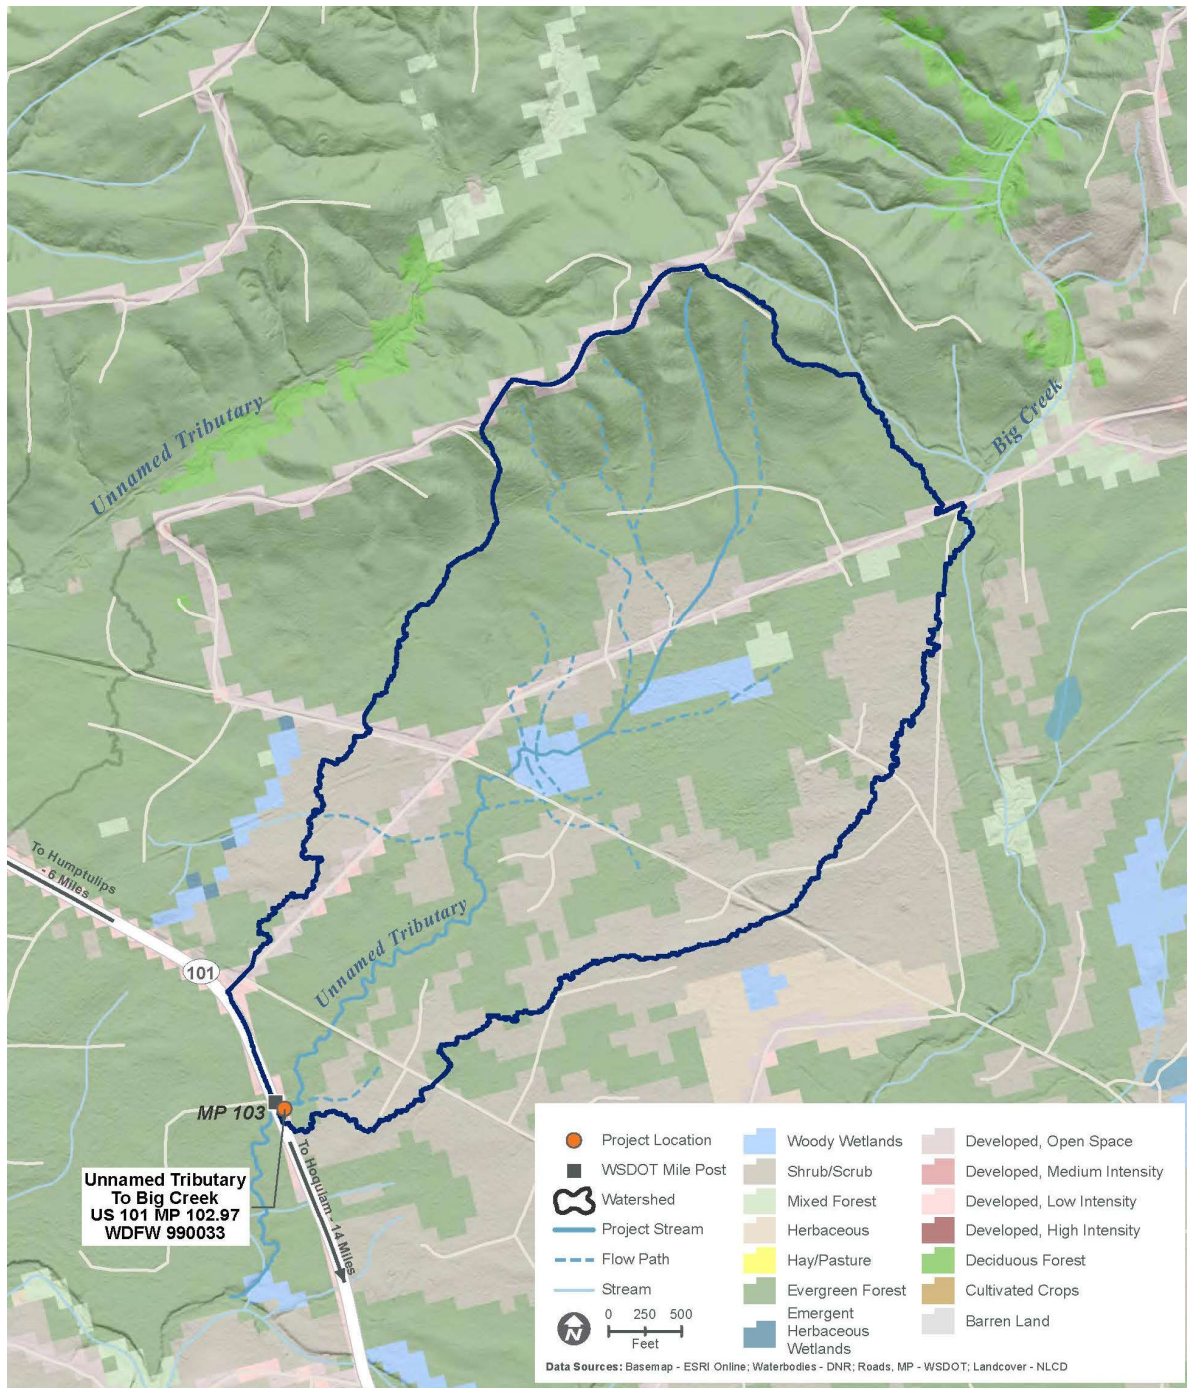 Unnamed Tributary
Big Creek
To Humptulips
- 6 Miles
101
Unnamed Tributary
MP 103
To Hoquiam - 14 Miles
Unnamed Tributary
To Big Creek
US 101 MP 102.97
WDFW 990033
Project Location
WSDOT Mile Post
Watershed
Project Stream
Flow Path
Stream
N
0 250 500
Feet
Woody Wetlands
Shrub/Scrub
Mixed Forest
Herbaceous
Hay/Pasture
Evergreen Forest
Emergent
Herbaceous
Wetlands
Developed, Open Space
Developed, Medium Intensity
Developed, Low Intensity
Developed, High Intensity
Deciduous Forest
Cultivated Crops
Barren Land
Data Sources: Basemap - ESRI Online; Waterbodies - DNR; Roads, MP - WSDOT; Landcover - NLCD